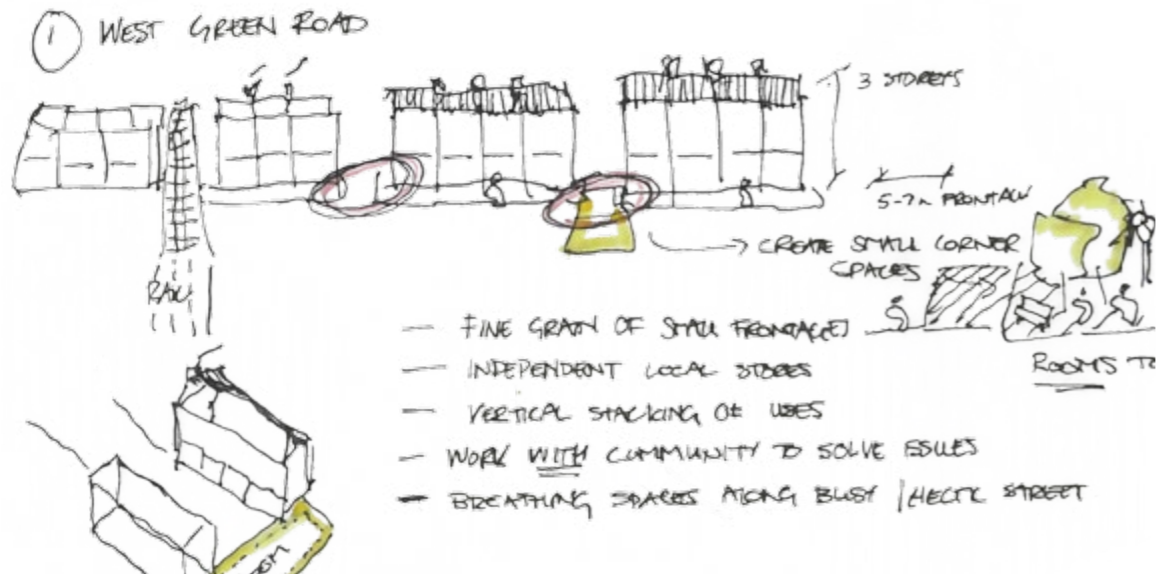 1 WEST GREEN ROAD
3 STOREYS
5-7m FRONTAGE
CREATE SMALL CORNER
SPACES
RAIL
ROOMS TO
— FINE GRAIN OF SMALL FRONTAGES
— INDEPENDENT LOCAL STORES
— VERTICAL STACKING OF USES
— WORK WITH COMMUNITY TO SOLVE ISSUES
— BREATHING SPACES ALONG BUSY / HECTIC STREET